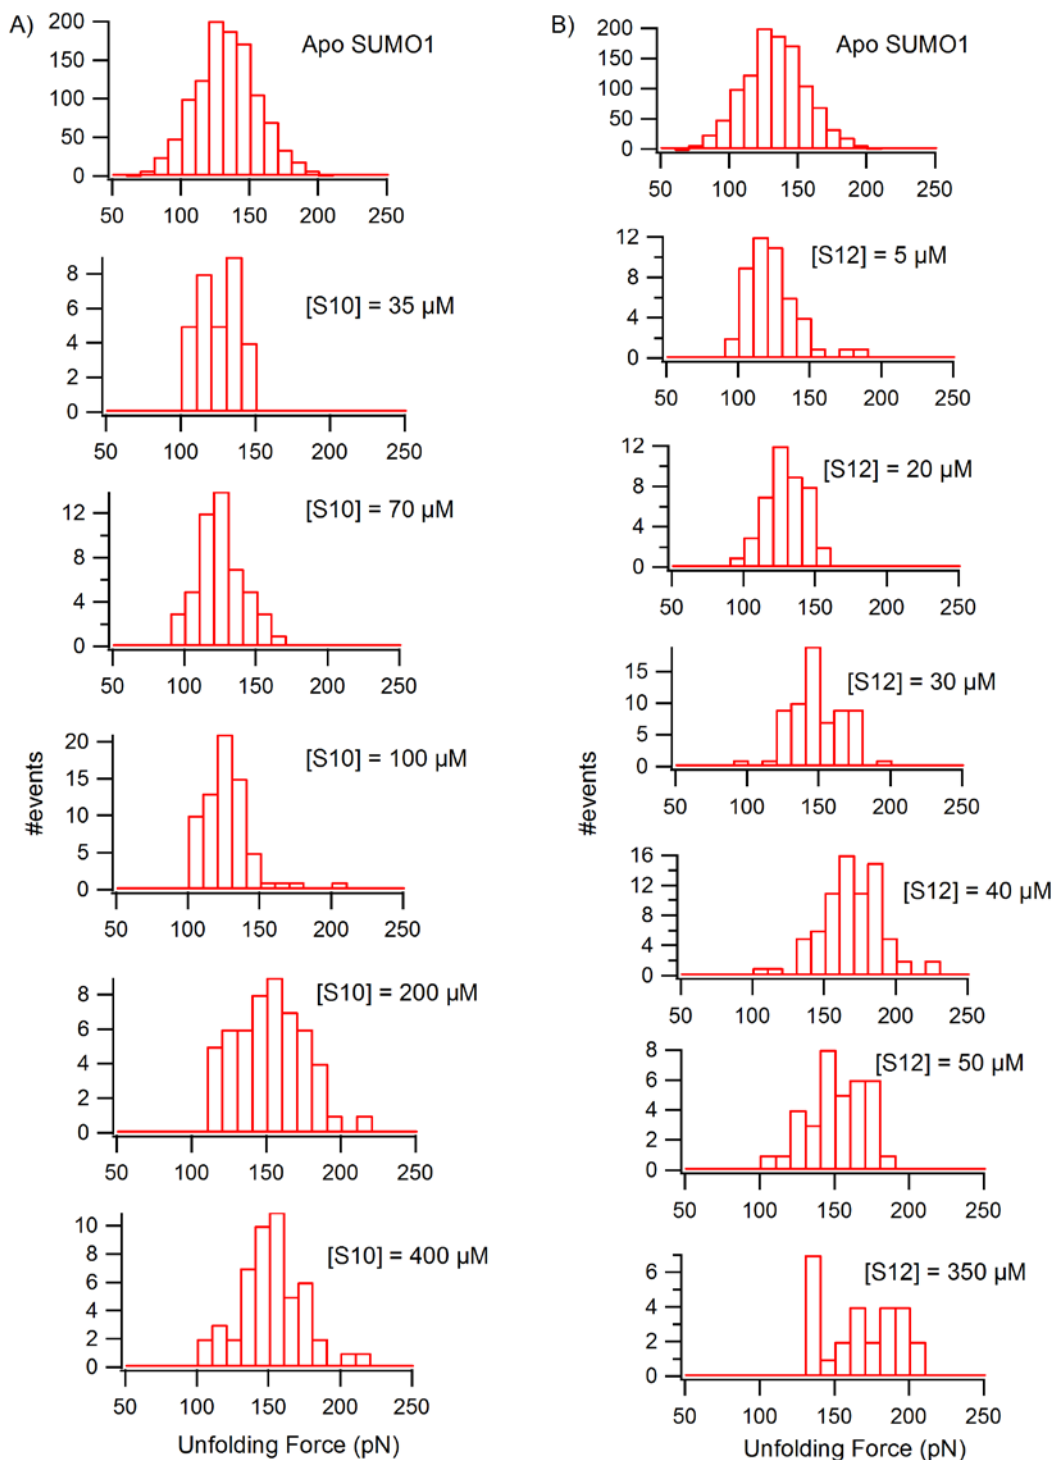 A)
200
150
100
50
0
Apo SUMO1
50 100 150 200 250
8
6
4
2
0
[S10] = 35 µM
50 100 150 200 250
12
8
4
0
[S10] = 70 µM
50 100 150 200 250
20
15
10
5
0
[S10] = 100 µM
50 100 150 200 250
8
6
4
2
0
[S10] = 200 µM
50 100 150 200 250
10
8
6
4
2
0
[S10] = 400 µM
50 100 150 200 250
#events
Unfolding Force (pN)
B)
200
150
100
50
0
Apo SUMO1
50 100 150 200 250
12
8
4
0
[S12] = 5 µM
50 100 150 200 250
12
8
4
0
[S12] = 20 µM
50 100 150 200 250
15
10
5
0
[S12] = 30 µM
50 100 150 200 250
16
12
8
4
0
[S12] = 40 µM
50 100 150 200 250
8
6
4
2
0
[S12] = 50 µM
50 100 150 200 250
6
4
2
0
[S12] = 350 µM
50 100 150 200 250
#events
Unfolding Force (pN)